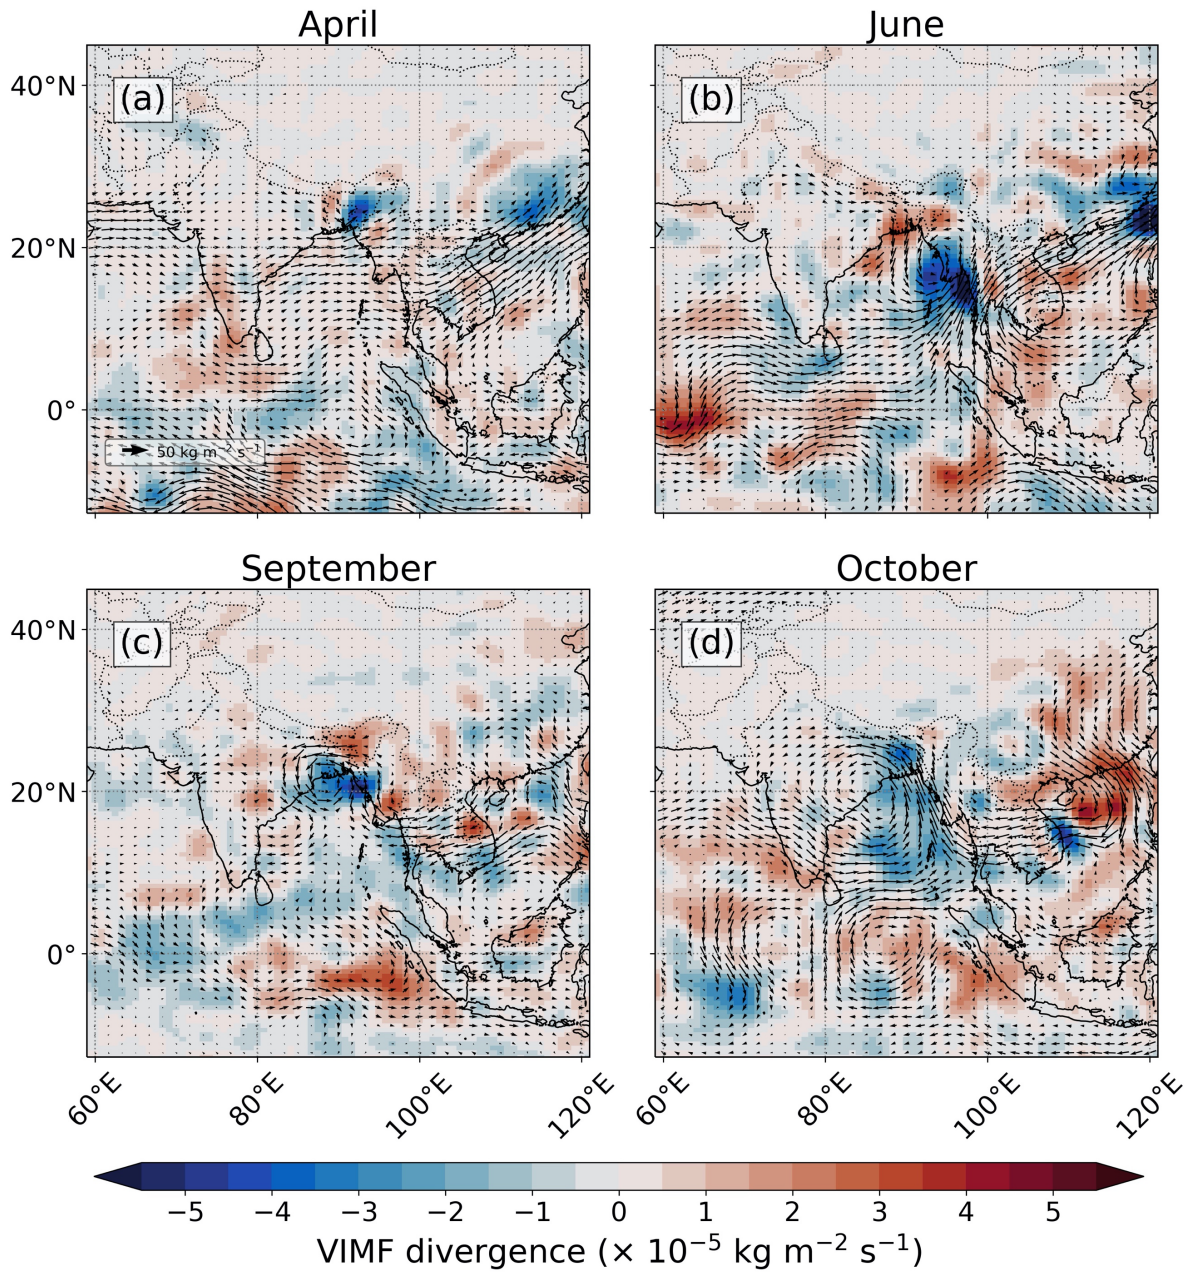 April
June
(a)
(b)
40°N
20°N
0°
50 kg m⁻² s⁻¹
September
October
(c)
(d)
40°N
20°N
0°
60°E
80°E
100°E
120°E
60°E
80°E
100°E
120°E
−5
−4
−3
−2
−1
0
1
2
3
4
5
VIMF divergence (× 10⁻⁵ kg m⁻² s⁻¹)